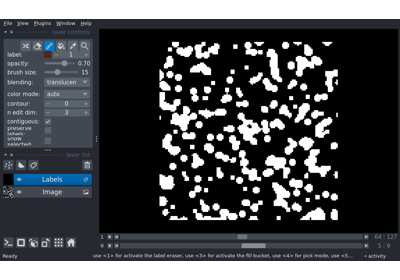 File View Plugins Window Help
layer controls
label: 1
opacity: 0.70
brush size: 15
blending: translucen
color mode: auto
contour: 0
n edit dim: 3
contiguous: ✓
preserve labels:
show selected:
layer list
Labels
Image
1 64 127
0 5 9
Ready
use <1> for activate the label eraser, use <3> for activate the fill bucket, use <4> for pick mode, use <5...
activity